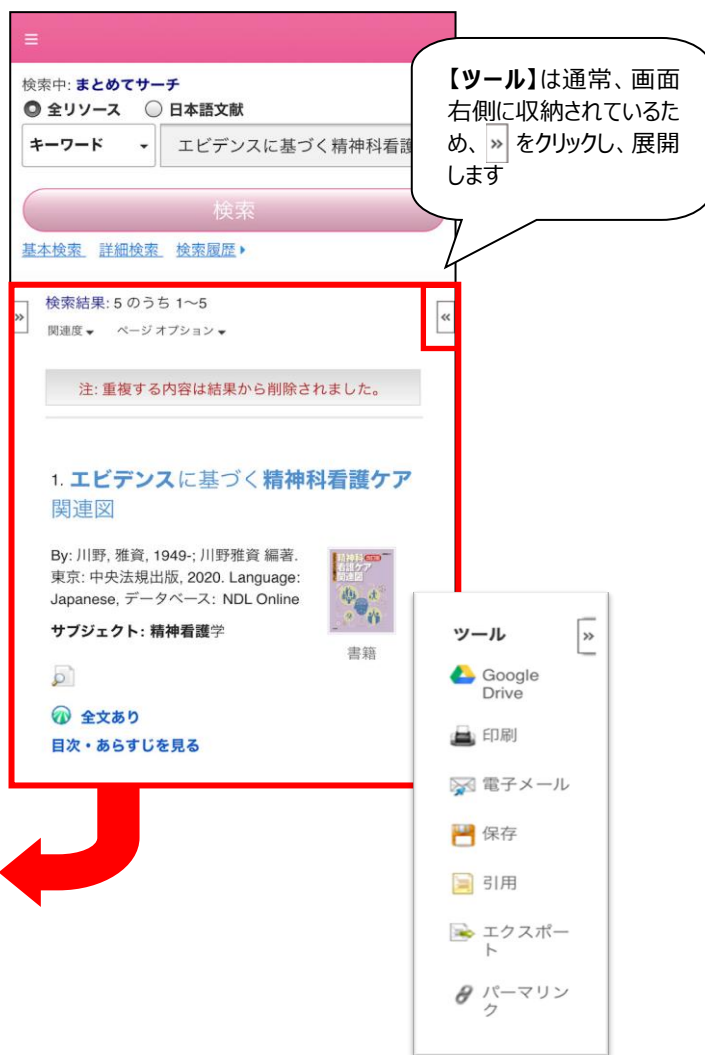 ≡
検索中: まとめてサーチ
全リソース 日本語文献
キーワード エビデンスに基づく精神科看護
検索
基本検索 詳細検索 検索履歴
【ツール】は通常、画面
右側に収納されているた
め、 » をクリックし、展開
します
» 検索結果: 5 のうち 1～5 «
関連度 ページ オプション
注: 重複する内容は結果から削除されました。
1. エビデンスに基づく精神科看護ケア
関連図
By: 川野, 雅資, 1949-; 川野雅資 編著.
東京: 中央法規出版, 2020. Language:
Japanese, データベース: NDL Online
サブジェクト: 精神看護学
精神科
看護ケア
関連図
書籍
全文あり
目次・あらすじを見る
ツール »
Google
Drive
印刷
電子メール
保存
引用
エクスポー
ト
パーマリン
ク